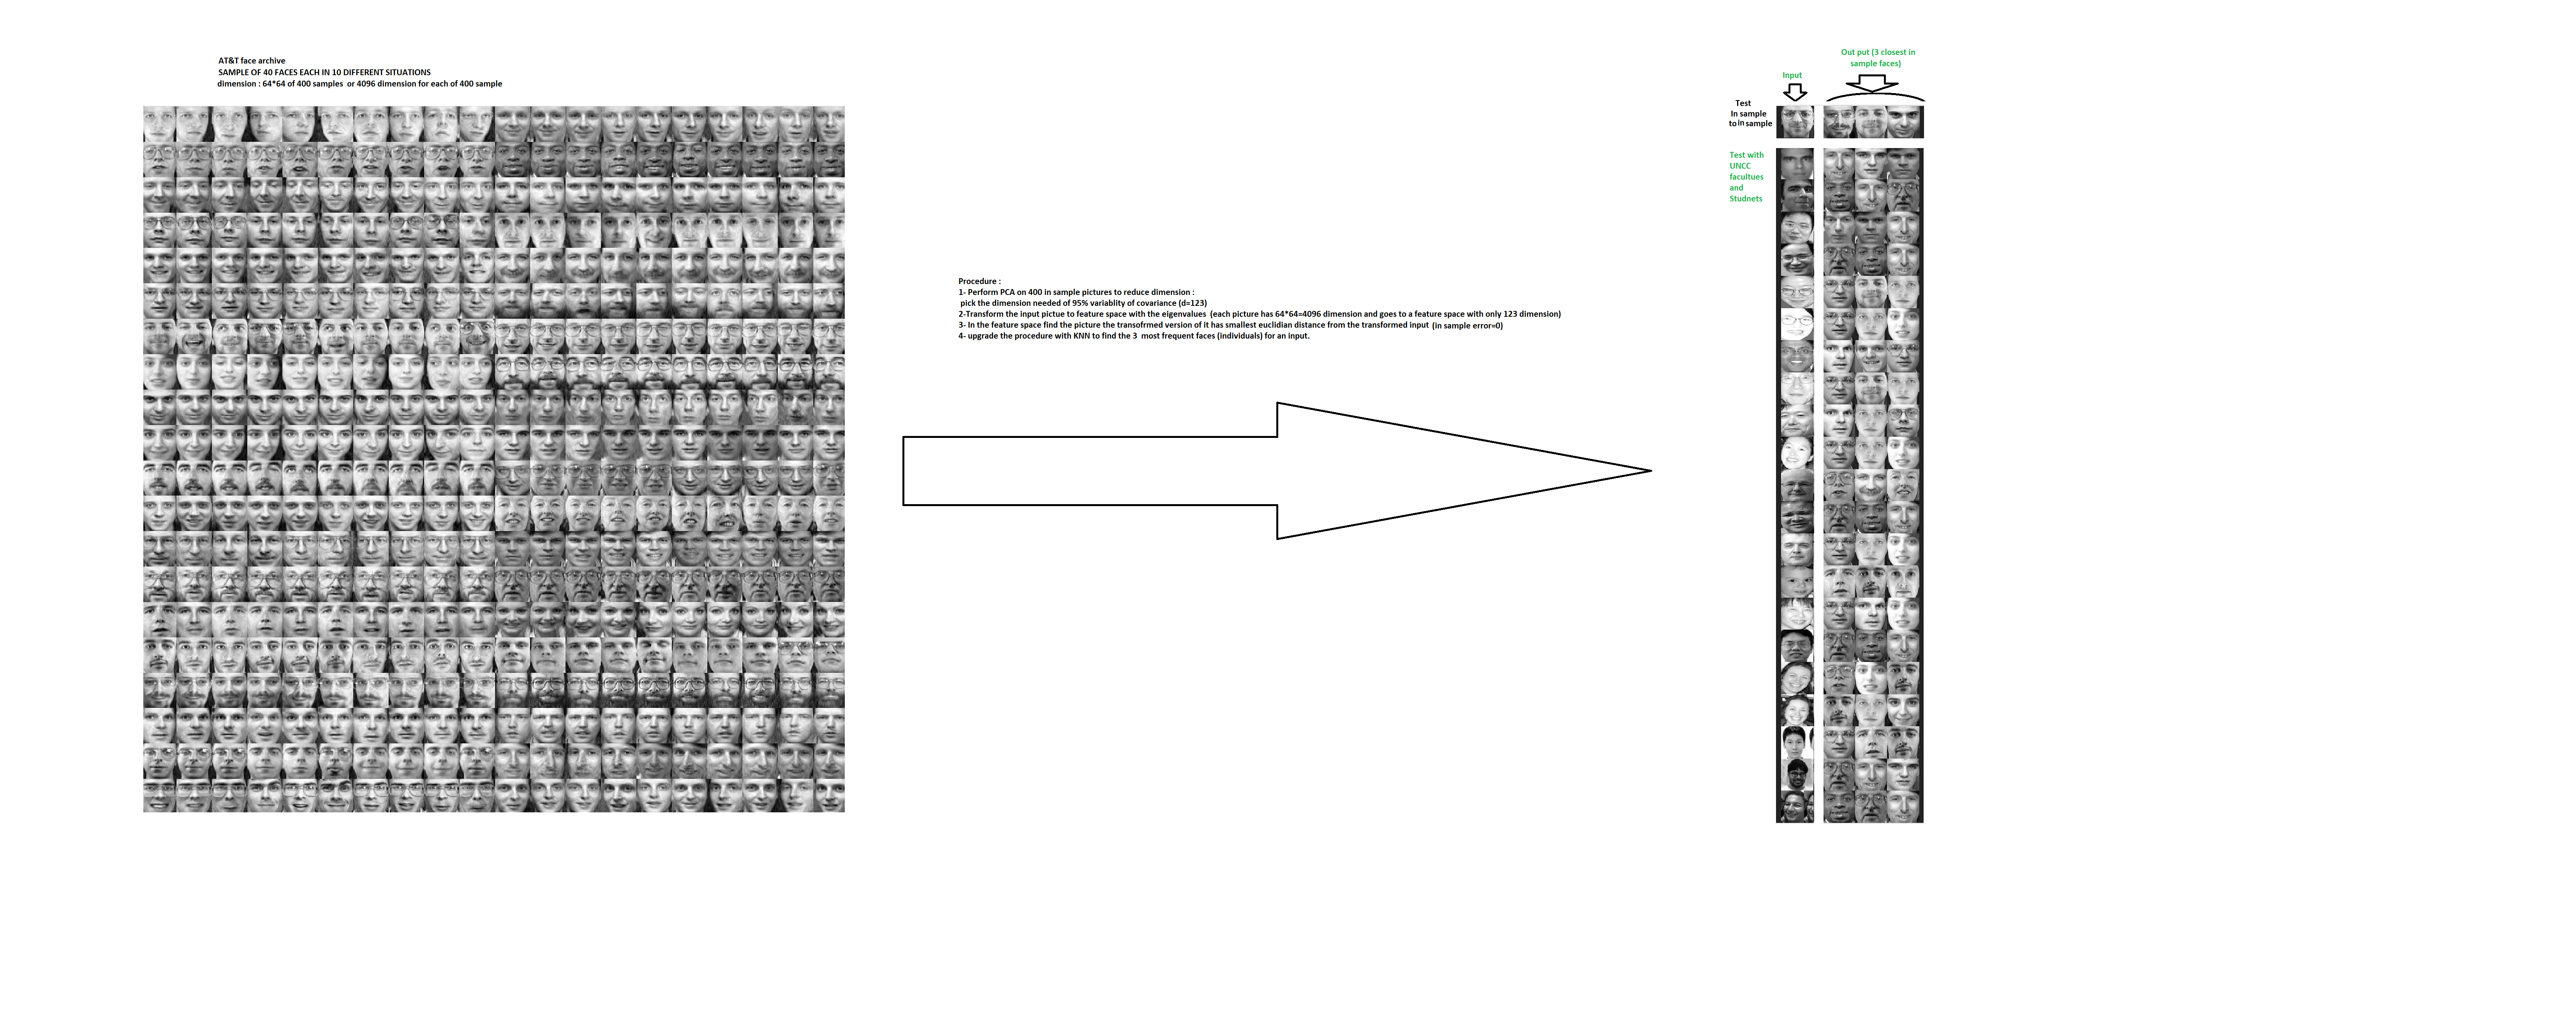 AT&T face archive
SAMPLE OF 40 FACES EACH IN 10 DIFFERENT SITUATIONS
dimension : 64*64 of 400 samples  or 4096 dimension for each of 400 sample
Procedure :
1- Perform PCA on 400 in sample pictures to reduce dimension :
pick the dimension needed of 95% variablity of covariance (d=123)
2-Transform the input pictue to feature space with the eigenvalues  (each picture has 64*64=4096 dimension and goes to a feature space with only 123 dimension)
3- In the feature space find the picture the transofrmed version of it has smallest euclidian distance from the transformed input (in sample error=0)
4- upgrade the procedure with KNN to find the 3  most frequent faces (individuals) for an input.
Out put (3 closest in
sample faces)
Input
Test
In sample
to in sample
Test with
UNCC
facultues
and
Studnets